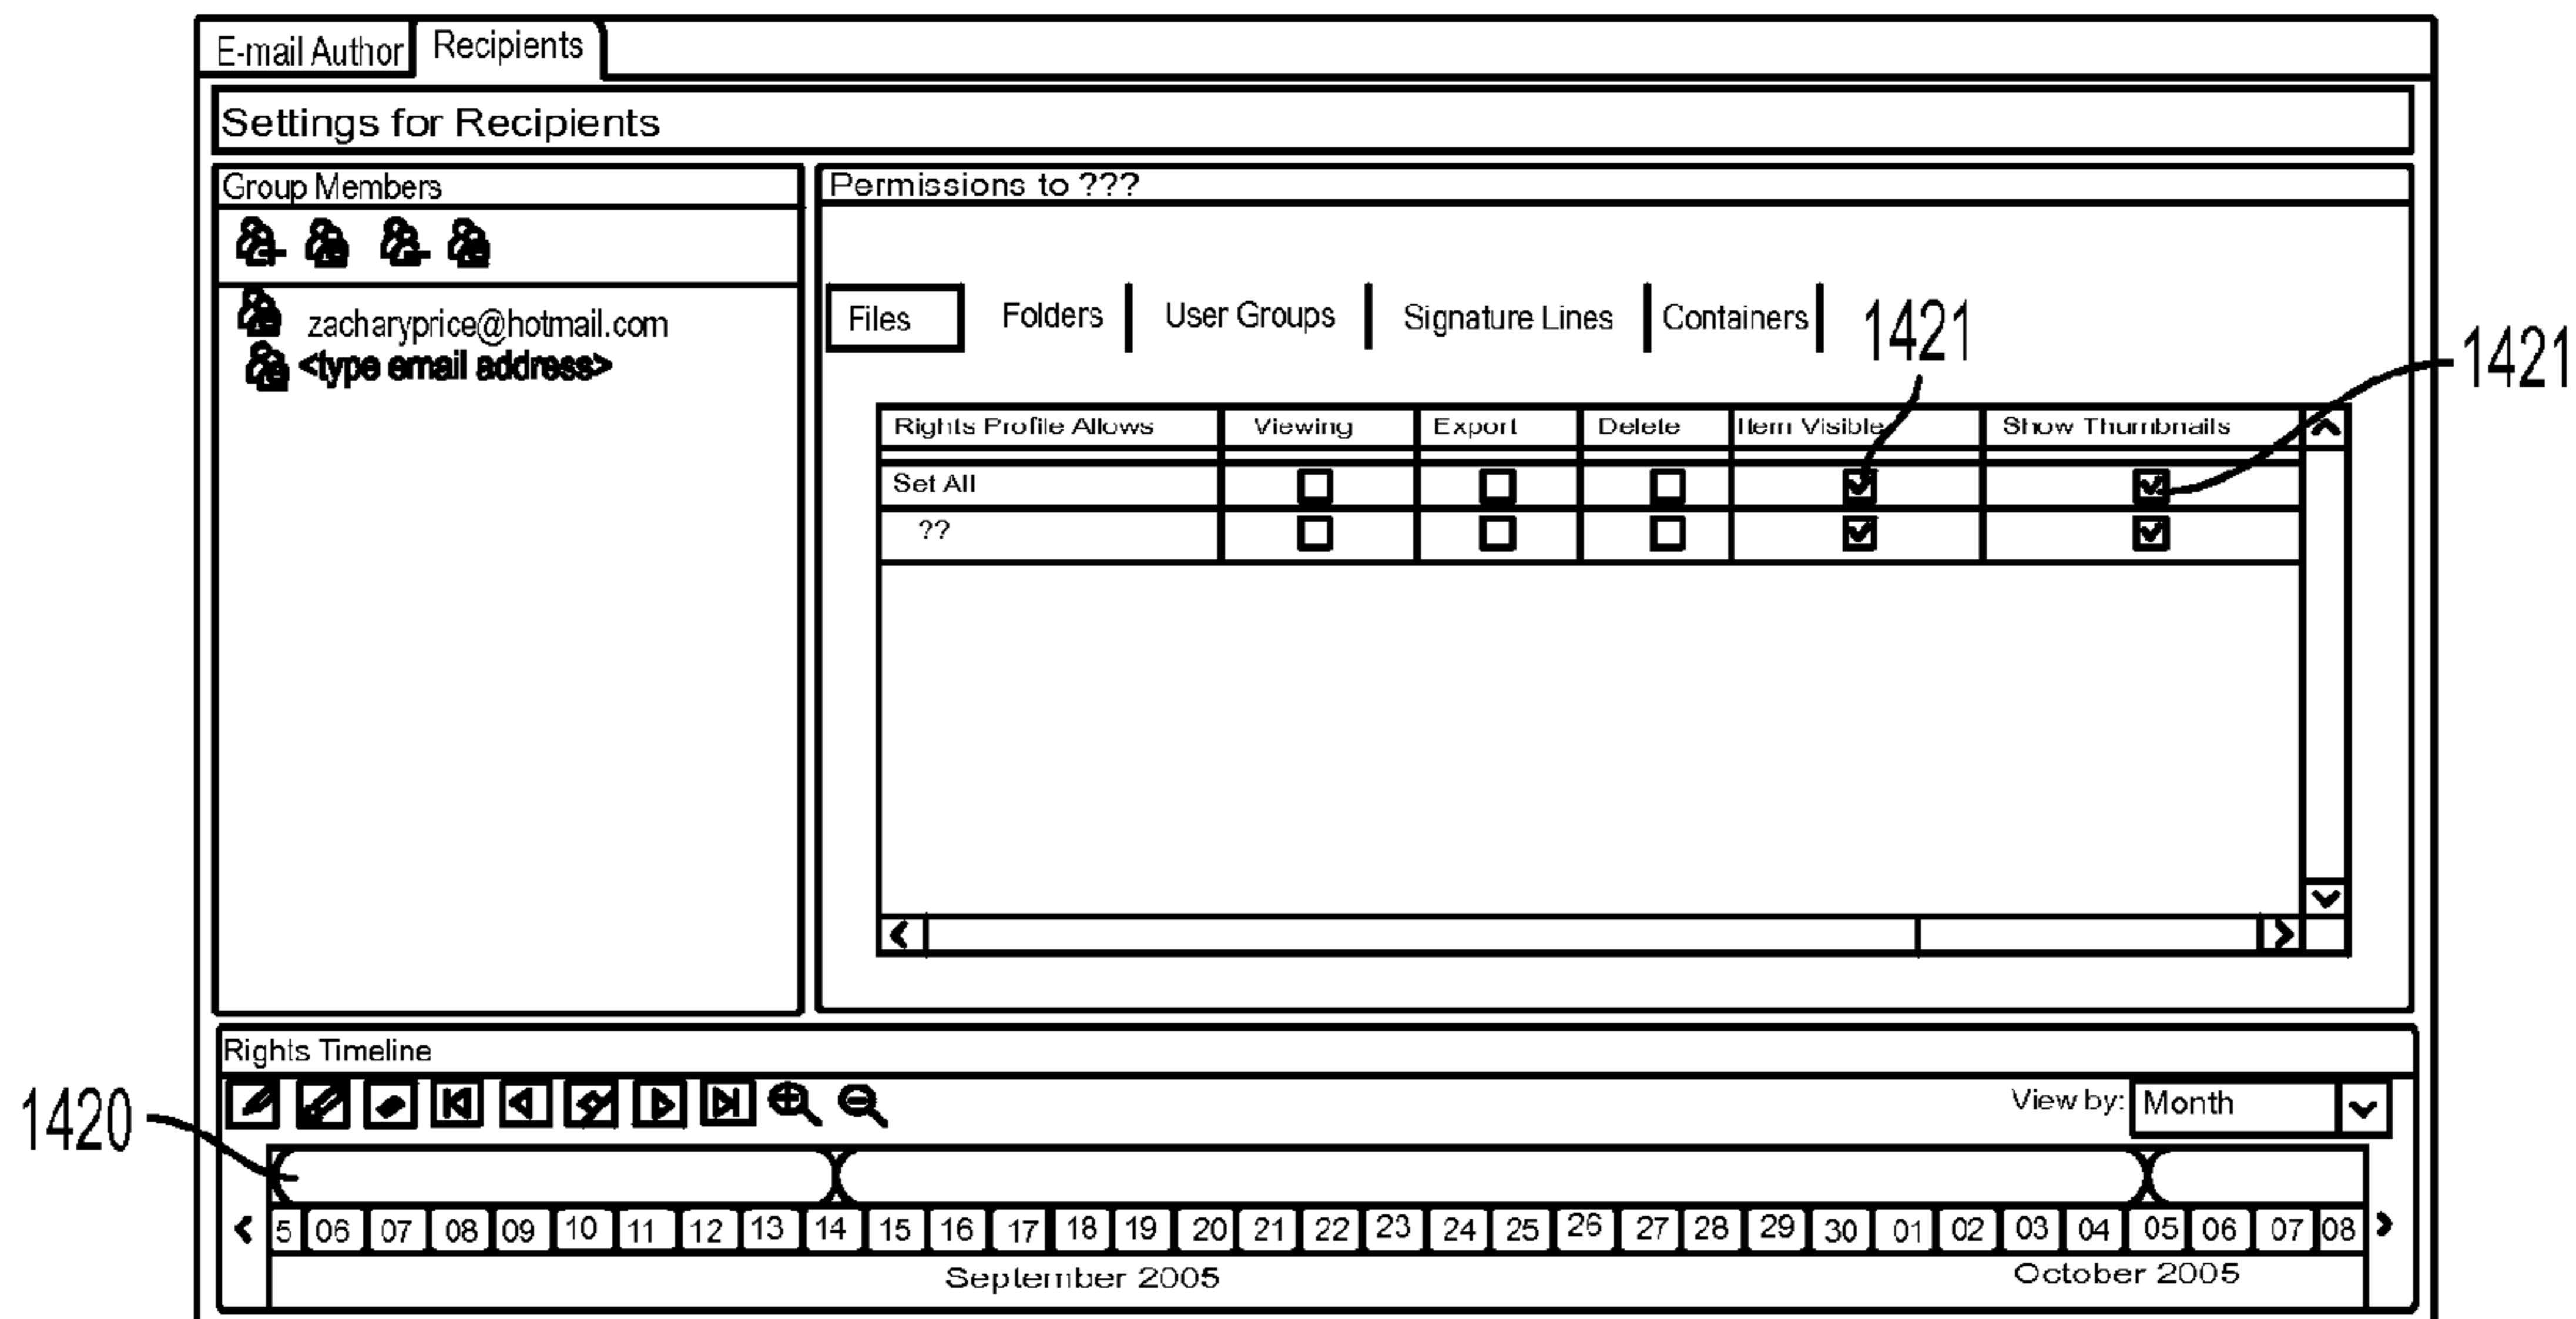 E-mail Author Recipients
Settings for Recipients
Group Members
zacharyprice@hotmail.com
<type email address>
Permissions to ???
Files Folders User Groups Signature Lines Containers
1421
1421
Rights Profile Allows Viewing Export Delete Item Visible Show Thumbnails
Set All
??
Rights Timeline
1420
View by: Month
5 06 07 08 09 10 11 12 13 14 15 16 17 18 19 20 21 22 23 24 25 26 27 28 29 30 01 02 03 04 05 06 07 08
September 2005 October 2005